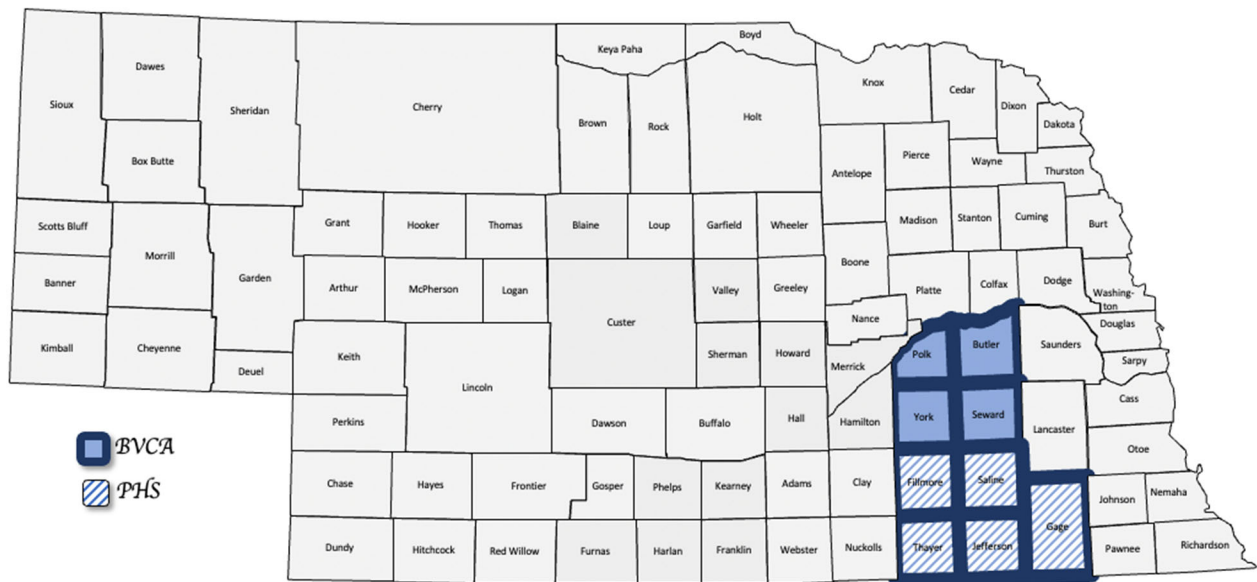 Boyd
Keya Paha
Knox
Cedar
Dawes
Sioux
Cherry
Sheridan
Dixon
Brown
Rock
Holt
Dakota
Box Butte
Pierce
Wayne
Antelope
Thurston
Scotts Bluff
Grant
Hooker
Thomas
Blaine
Loup
Garfield
Wheeler
Madison
Stanton
Cuming
Burt
Morrill
Boone
Garden
Banner
Arthur
McPherson
Logan
Valley
Greeley
Platte
Colfax
Dodge
Washing-
ton
Custer
Nance
Douglas
Kimball
Cheyenne
Keith
Sherman
Howard
Polk
Butler
Saunders
Sarpy
Deuel
Lincoln
Merrick
Cass
Perkins
Dawson
Buffalo
Hall
Hamilton
York
Seward
Lancaster
BVCA
Otoe
Chase
Hayes
Frontier
Gosper
Phelps
Kearney
Adams
Clay
Fillmore
Saline
PHS
Johnson
Nemaha
Gage
Dundy
Hitchcock
Red Willow
Furnas
Harlan
Franklin
Webster
Nuckolls
Thayer
Jefferson
Pawnee
Richardson